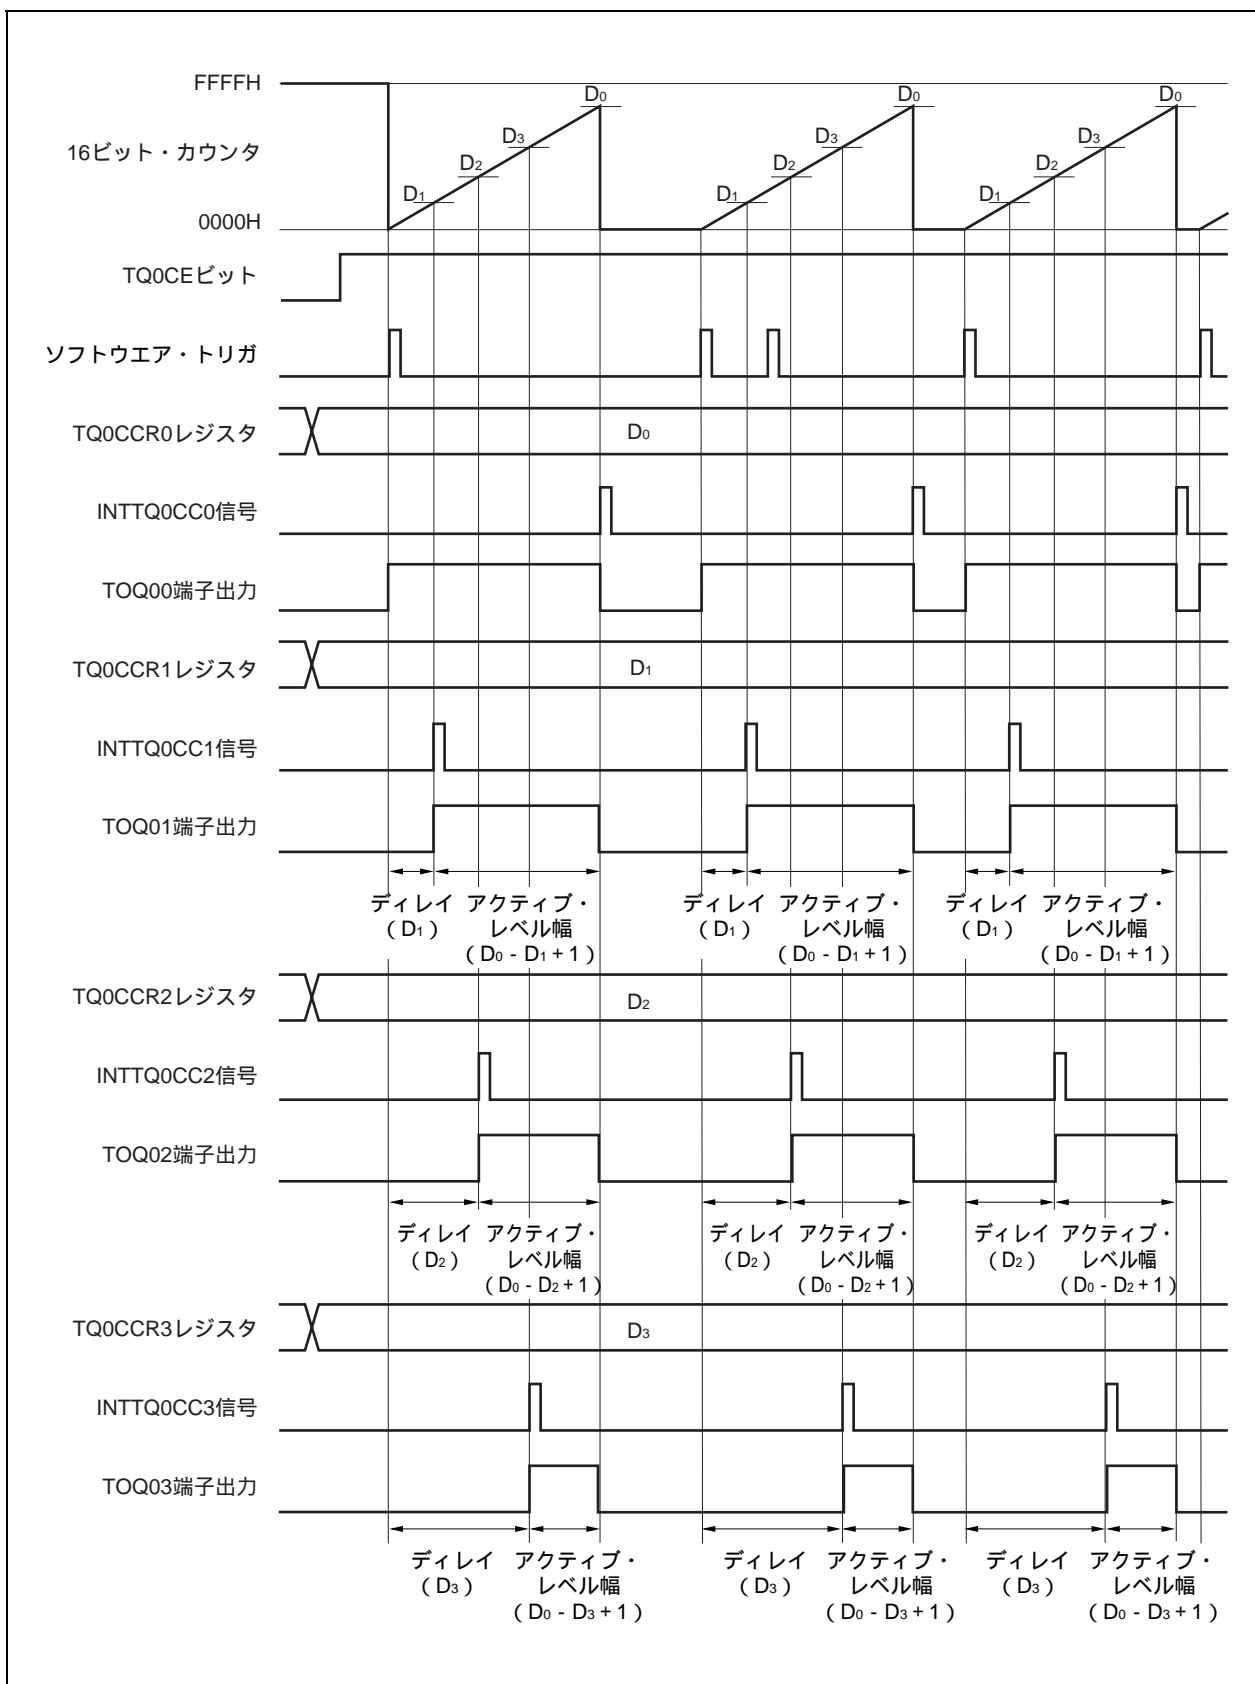 FFFFH
16ビット・カウンタ
0000H
D0 D0 D0
D3 D3 D3
D2 D2 D2
D1 D1 D1
TQ0CEビット
ソフトウエア・トリガ
TQ0CCR0レジスタ D0
INTTQ0CC0信号
TOQ00端子出力
TQ0CCR1レジスタ D1
INTTQ0CC1信号
TOQ01端子出力
ディレイ アクティブ・ ディレイ アクティブ・ ディレイ アクティブ・
(D1) レベル幅 (D1) レベル幅 (D1) レベル幅
(D0 - D1 + 1) (D0 - D1 + 1) (D0 - D1 + 1)
TQ0CCR2レジスタ D2
INTTQ0CC2信号
TOQ02端子出力
ディレイ アクティブ・ ディレイ アクティブ・ ディレイ アクティブ・
(D2) レベル幅 (D2) レベル幅 (D2) レベル幅
(D0 - D2 + 1) (D0 - D2 + 1) (D0 - D2 + 1)
TQ0CCR3レジスタ D3
INTTQ0CC3信号
TOQ03端子出力
ディレイ アクティブ・ ディレイ アクティブ・ ディレイ アクティブ・
(D3) レベル幅 (D3) レベル幅 (D3) レベル幅
(D0 - D3 + 1) (D0 - D3 + 1) (D0 - D3 + 1)